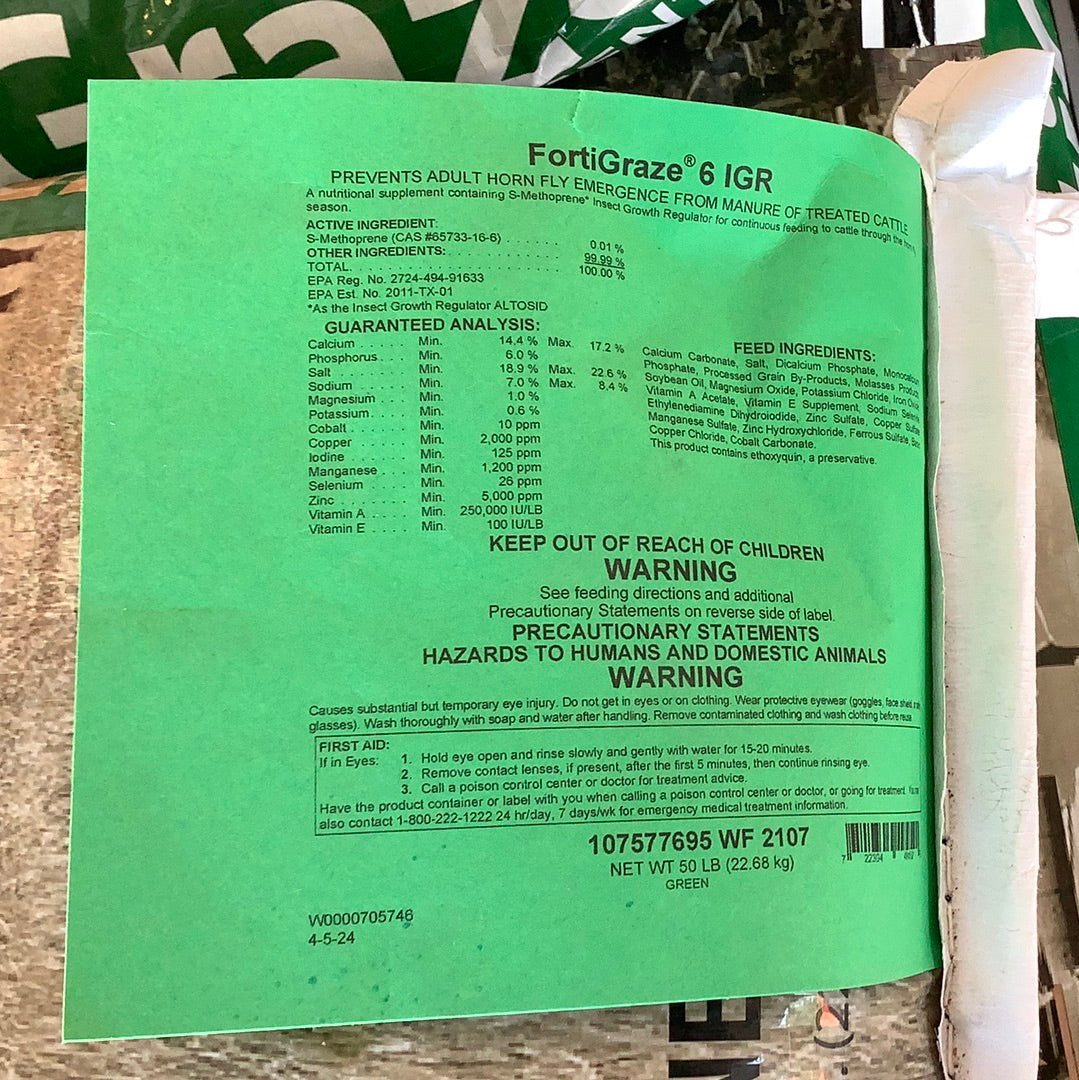 Graz
FortiGraze® 6 IGR
PREVENTS ADULT HORN FLY EMERGENCE FROM MANURE OF TREATED CATTLE
A nutritional supplement containing S-Methoprene* Insect Growth Regulator for continuous feeding to cattle through the horn fly
season.
ACTIVE INGREDIENT:
S-Methoprene (CAS #65733-16-6) . . . . . . . 0.01 %
OTHER INGREDIENTS: . . . . . . . . . . . . 99.99 %
TOTAL. . . . . . . . . . . . . . . . . . . . . . . 100.00 %
EPA Reg. No. 2724-494-91633
EPA Est. No. 2011-TX-01
*As the Insect Growth Regulator ALTOSID
GUARANTEED ANALYSIS:
Calcium . . . . . Min. 14.4 % Max. 17.2 %
Phosphorus. . . Min. 6.0 %
Salt . . . . . . . . Min. 18.9 % Max. 22.6 %
Sodium . . . . . Min. 7.0 % Max. 8.4 %
Magnesium . . . Min. 1.0 %
Potassium. . . . Min. 0.6 %
Cobalt . . . . . . Min. 10 ppm
Copper . . . . . Min. 2,000 ppm
Iodine . . . . . . Min. 125 ppm
Manganese . . . Min. 1,200 ppm
Selenium . . . . Min. 26 ppm
Zinc . . . . . . . Min. 5,000 ppm
Vitamin A . . . . Min. 250,000 IU/LB
Vitamin E . . . . Min. 100 IU/LB
FEED INGREDIENTS:
Calcium Carbonate, Salt, Dicalcium Phosphate, Monocalcium
Phosphate, Processed Grain By-Products, Molasses Products
Soybean Oil, Magnesium Oxide, Potassium Chloride, Iron Oxide
Vitamin A Acetate, Vitamin E Supplement, Sodium Selenite
Ethylenediamine Dihydroiodide, Zinc Sulfate, Copper Sulfate
Manganese Sulfate, Zinc Hydroxychloride, Ferrous Sulfate
Copper Chloride, Cobalt Carbonate.
This product contains ethoxyquin, a preservative.
KEEP OUT OF REACH OF CHILDREN
WARNING
See feeding directions and additional
Precautionary Statements on reverse side of label.
PRECAUTIONARY STATEMENTS
HAZARDS TO HUMANS AND DOMESTIC ANIMALS
WARNING
Causes substantial but temporary eye injury. Do not get in eyes or on clothing. Wear protective eyewear (goggles, face shield,
glasses). Wash thoroughly with soap and water after handling. Remove contaminated clothing and wash clothing before reuse
FIRST AID:
If in Eyes: 1. Hold eye open and rinse slowly and gently with water for 15-20 minutes.
2. Remove contact lenses, if present, after the first 5 minutes, then continue rinsing eye.
3. Call a poison control center or doctor for treatment advice.
Have the product container or label with you when calling a poison control center or doctor, or going for treatment. You may
also contact 1-800-222-1222 24 hr/day, 7 days/wk for emergency medical treatment information.
107577695 WF 2107
NET WT 50 LB (22.68 kg)
GREEN
7 22304
W0000705746
4-5-24